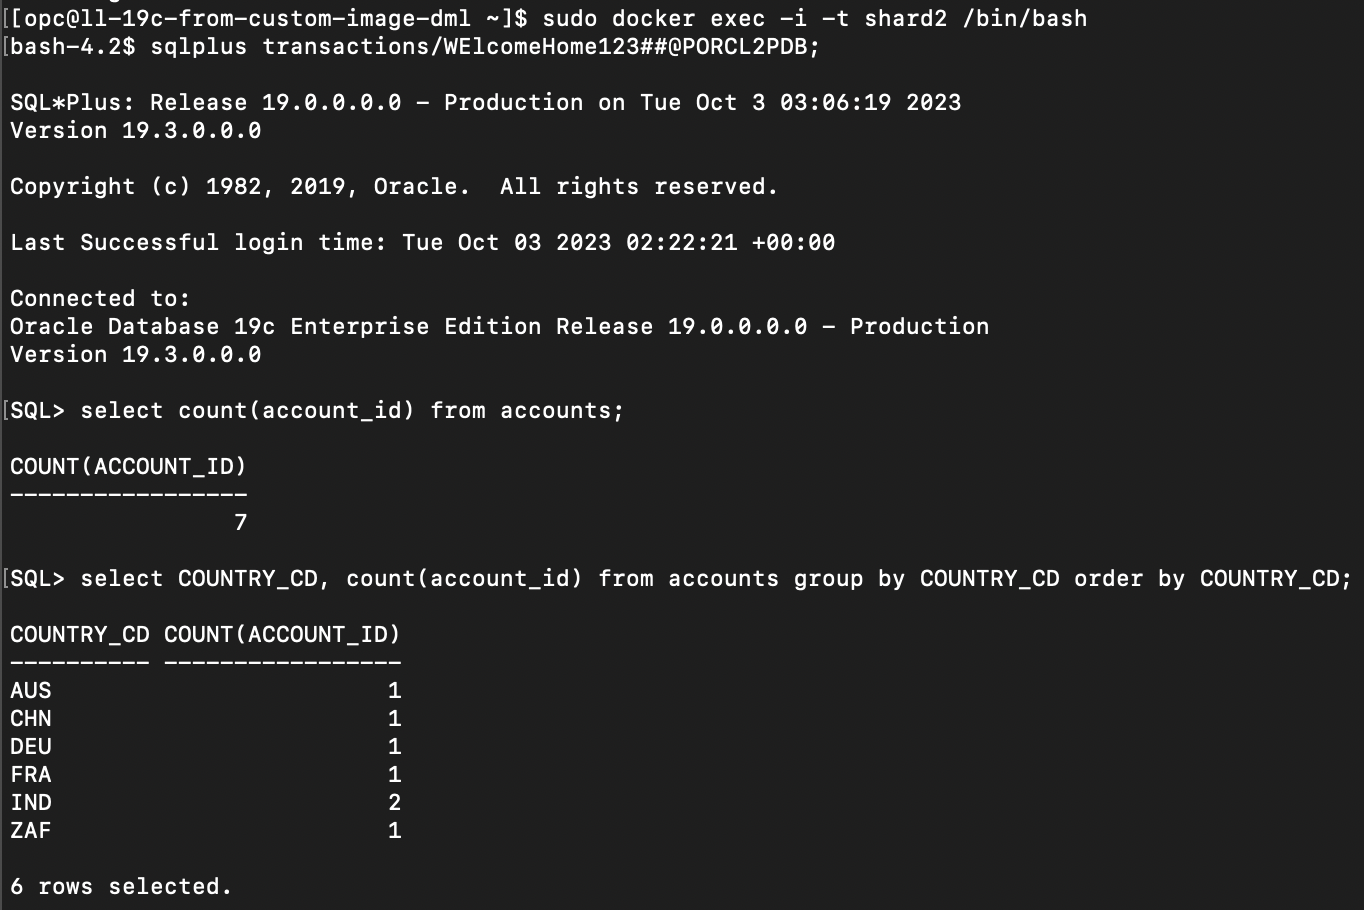 [[opc@ll-19c-from-custom-image-dml ~]$ sudo docker exec -i -t shard2 /bin/bash
[bash-4.2$ sqlplus transactions/WElcomeHome123##@PORCL2PDB;
SQL*Plus: Release 19.0.0.0.0 - Production on Tue Oct 3 03:06:19 2023
Version 19.3.0.0.0
Copyright (c) 1982, 2019, Oracle.  All rights reserved.
Last Successful login time: Tue Oct 03 2023 02:22:21 +00:00
Connected to:
Oracle Database 19c Enterprise Edition Release 19.0.0.0.0 - Production
Version 19.3.0.0.0
[SQL> select count(account_id) from accounts;
COUNT(ACCOUNT_ID)
-----------------
7
[SQL> select COUNTRY_CD, count(account_id) from accounts group by COUNTRY_CD order by COUNTRY_CD;
COUNTRY_CD COUNT(ACCOUNT_ID)
---------- -----------------
AUS 1
CHN 1
DEU 1
FRA 1
IND 2
ZAF 1
6 rows selected.